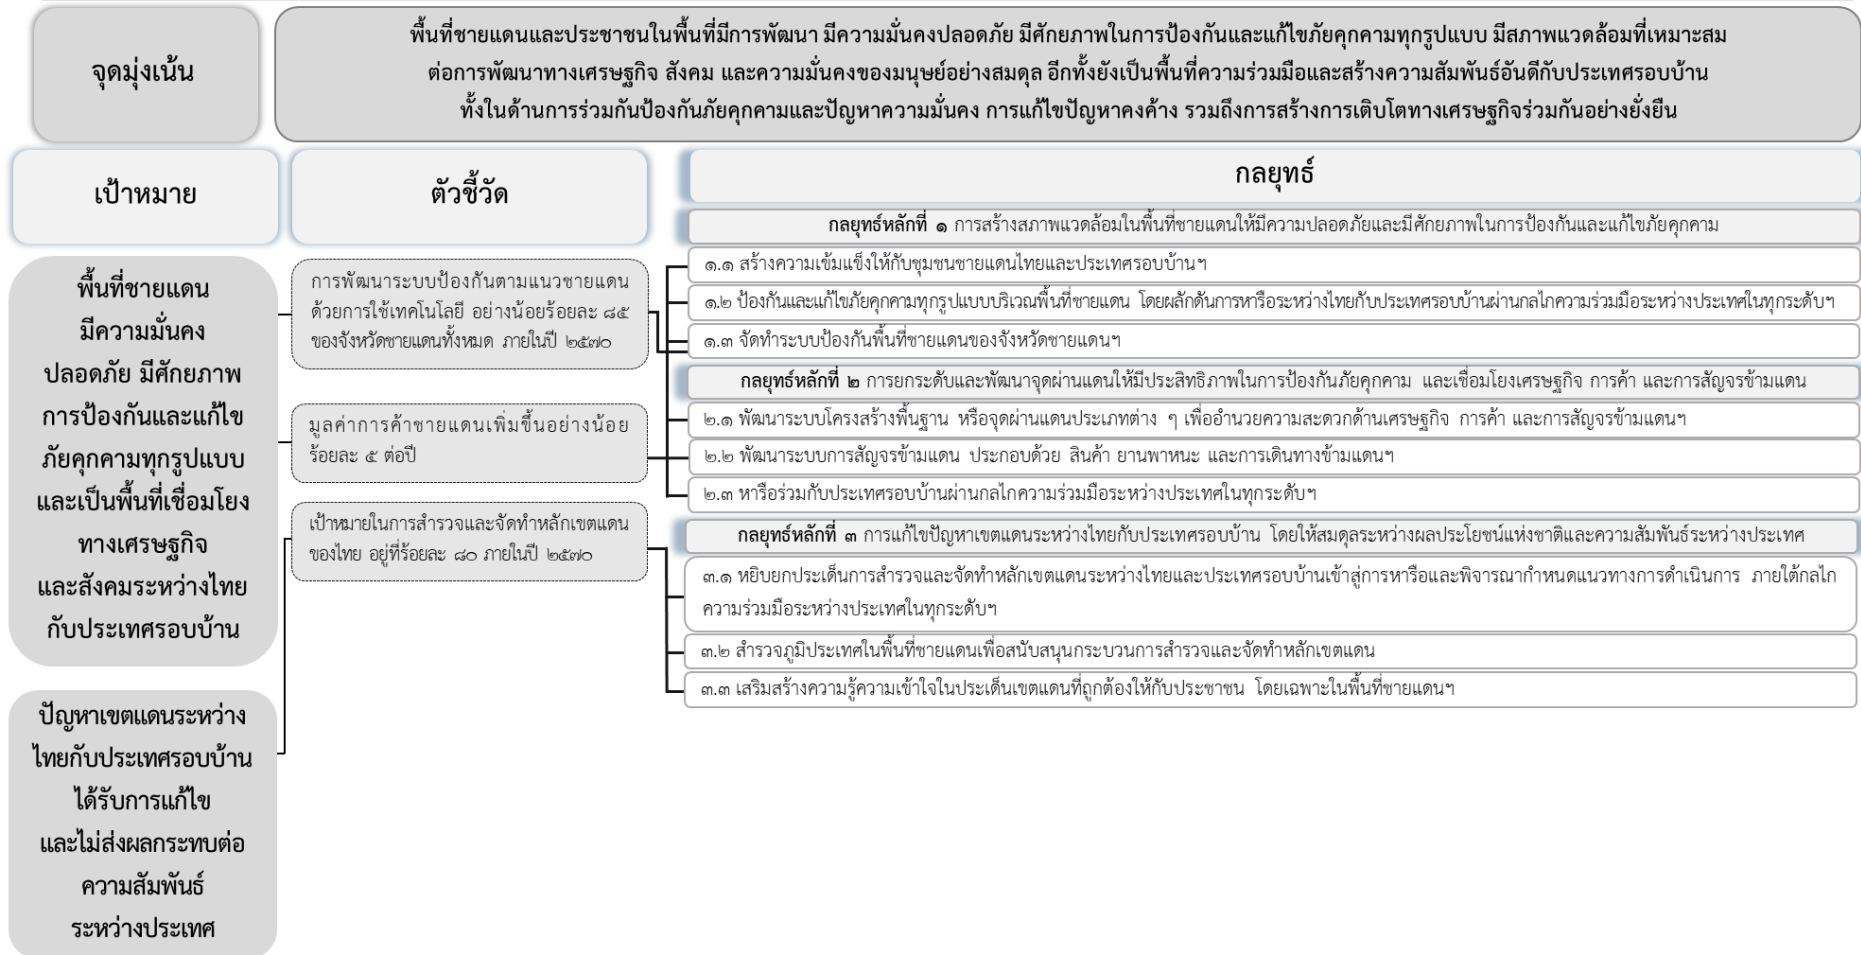 จุดมุ่งเน้น
พื้นที่ชายแดนและประชาชนในพื้นที่มีการพัฒนา มีความมั่นคงปลอดภัย มีศักยภาพในการป้องกันและแก้ไขภัยคุกคามทุกรูปแบบ มีสภาพแวดล้อมที่เหมาะสม
ต่อการพัฒนาทางเศรษฐกิจ สังคม และความมั่นคงของมนุษย์อย่างสมดุล อีกทั้งยังเป็นพื้นที่ความร่วมมือและสร้างความสัมพันธ์อันดีกับประเทศรอบบ้าน
ทั้งในด้านการร่วมกันป้องกันภัยคุกคามและปัญหาความมั่นคง การแก้ไขปัญหาคงค้าง รวมถึงการสร้างการเติบโตทางเศรษฐกิจร่วมกันอย่างยั่งยืน
เป้าหมาย
ตัวชี้วัด
กลยุทธ์
พื้นที่ชายแดน
มีความมั่นคง
ปลอดภัย มีศักยภาพ
การป้องกันและแก้ไข
ภัยคุกคามทุกรูปแบบ
และเป็นพื้นที่เชื่อมโยง
ทางเศรษฐกิจ
และสังคมระหว่างไทย
กับประเทศรอบบ้าน
ปัญหาเขตแดนระหว่าง
ไทยกับประเทศรอบบ้าน
ได้รับการแก้ไข
และไม่ส่งผลกระทบต่อ
ความสัมพันธ์
ระหว่างประเทศ
การพัฒนาระบบป้องกันตามแนวชายแดน
ด้วยการใช้เทคโนโลยี อย่างน้อยร้อยละ ๘๕
ของจังหวัดชายแดนทั้งหมด ภายในปี ๒๕๗๐
มูลค่าการค้าชายแดนเพิ่มขึ้นอย่างน้อย
ร้อยละ ๕ ต่อปี
เป้าหมายในการสำรวจและจัดทำหลักเขตแดน
ของไทย อยู่ที่ร้อยละ ๘๐ ภายในปี ๒๕๗๐
กลยุทธ์หลักที่ ๑ การสร้างสภาพแวดล้อมในพื้นที่ชายแดนให้มีความปลอดภัยและมีศักยภาพในการป้องกันและแก้ไขภัยคุกคาม
๑.๑ สร้างความเข้มแข็งให้กับชุมชนชายแดนไทยและประเทศรอบบ้านฯ
๑.๒ ป้องกันและแก้ไขภัยคุกคามทุกรูปแบบบริเวณพื้นที่ชายแดน โดยผลักดันการหารือระหว่างไทยกับประเทศรอบบ้านผ่านกลไกความร่วมมือระหว่างประเทศในทุกระดับฯ
๑.๓ จัดทำระบบป้องกันพื้นที่ชายแดนของจังหวัดชายแดนฯ
กลยุทธ์หลักที่ ๒ การยกระดับและพัฒนาจุดผ่านแดนให้มีประสิทธิภาพในการป้องกันภัยคุกคาม และเชื่อมโยงเศรษฐกิจ การค้า และการสัญจรข้ามแดน
๒.๑ พัฒนาระบบโครงสร้างพื้นฐาน หรือจุดผ่านแดนประเภทต่าง ๆ เพื่ออำนวยความสะดวกด้านเศรษฐกิจ การค้า และการสัญจรข้ามแดนฯ
๒.๒ พัฒนาระบบการสัญจรข้ามแดน ประกอบด้วย สินค้า ยานพาหนะ และการเดินทางข้ามแดนฯ
๒.๓ หารือร่วมกับประเทศรอบบ้านผ่านกลไกความร่วมมือระหว่างประเทศในทุกระดับฯ
กลยุทธ์หลักที่ ๓ การแก้ไขปัญหาเขตแดนระหว่างไทยกับประเทศรอบบ้าน โดยให้สมดุลระหว่างผลประโยชน์แห่งชาติและความสัมพันธ์ระหว่างประเทศ
๓.๑ หยิบยกประเด็นการสำรวจและจัดทำหลักเขตแดนระหว่างไทยและประเทศรอบบ้านเข้าสู่การหารือและพิจารณากำหนดแนวทางการดำเนินการ ภายใต้กลไก
ความร่วมมือระหว่างประเทศในทุกระดับฯ
๓.๒ สำรวจภูมิประเทศในพื้นที่ชายแดนเพื่อสนับสนุนกระบวนการสำรวจและจัดทำหลักเขตแดน
๓.๓ เสริมสร้างความรู้ความเข้าใจในประเด็นเขตแดนที่ถูกต้องให้กับประชาชน โดยเฉพาะในพื้นที่ชายแดนฯ